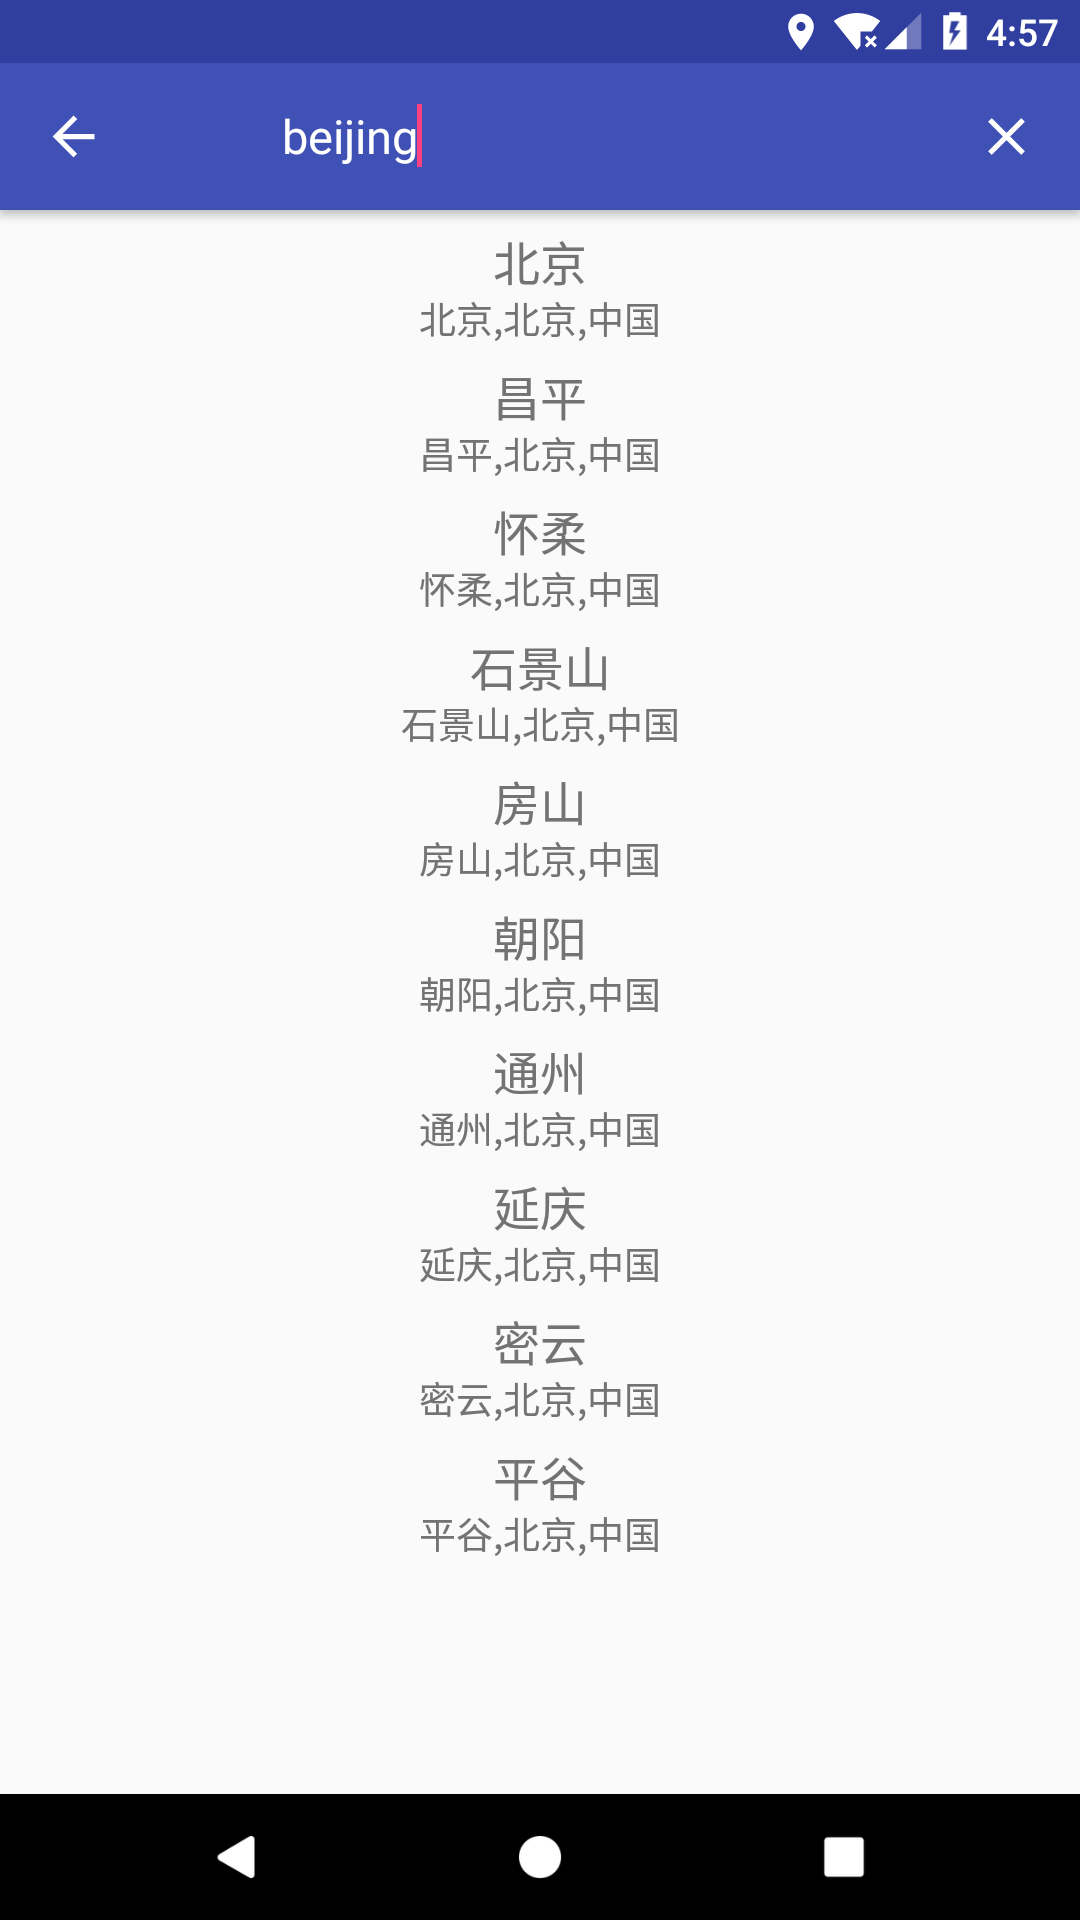 4:57
beijing
北京
北京,北京,中国
昌平
昌平,北京,中国
怀柔
怀柔,北京,中国
石景山
石景山,北京,中国
房山
房山,北京,中国
朝阳
朝阳,北京,中国
通州
通州,北京,中国
延庆
延庆,北京,中国
密云
密云,北京,中国
平谷
平谷,北京,中国